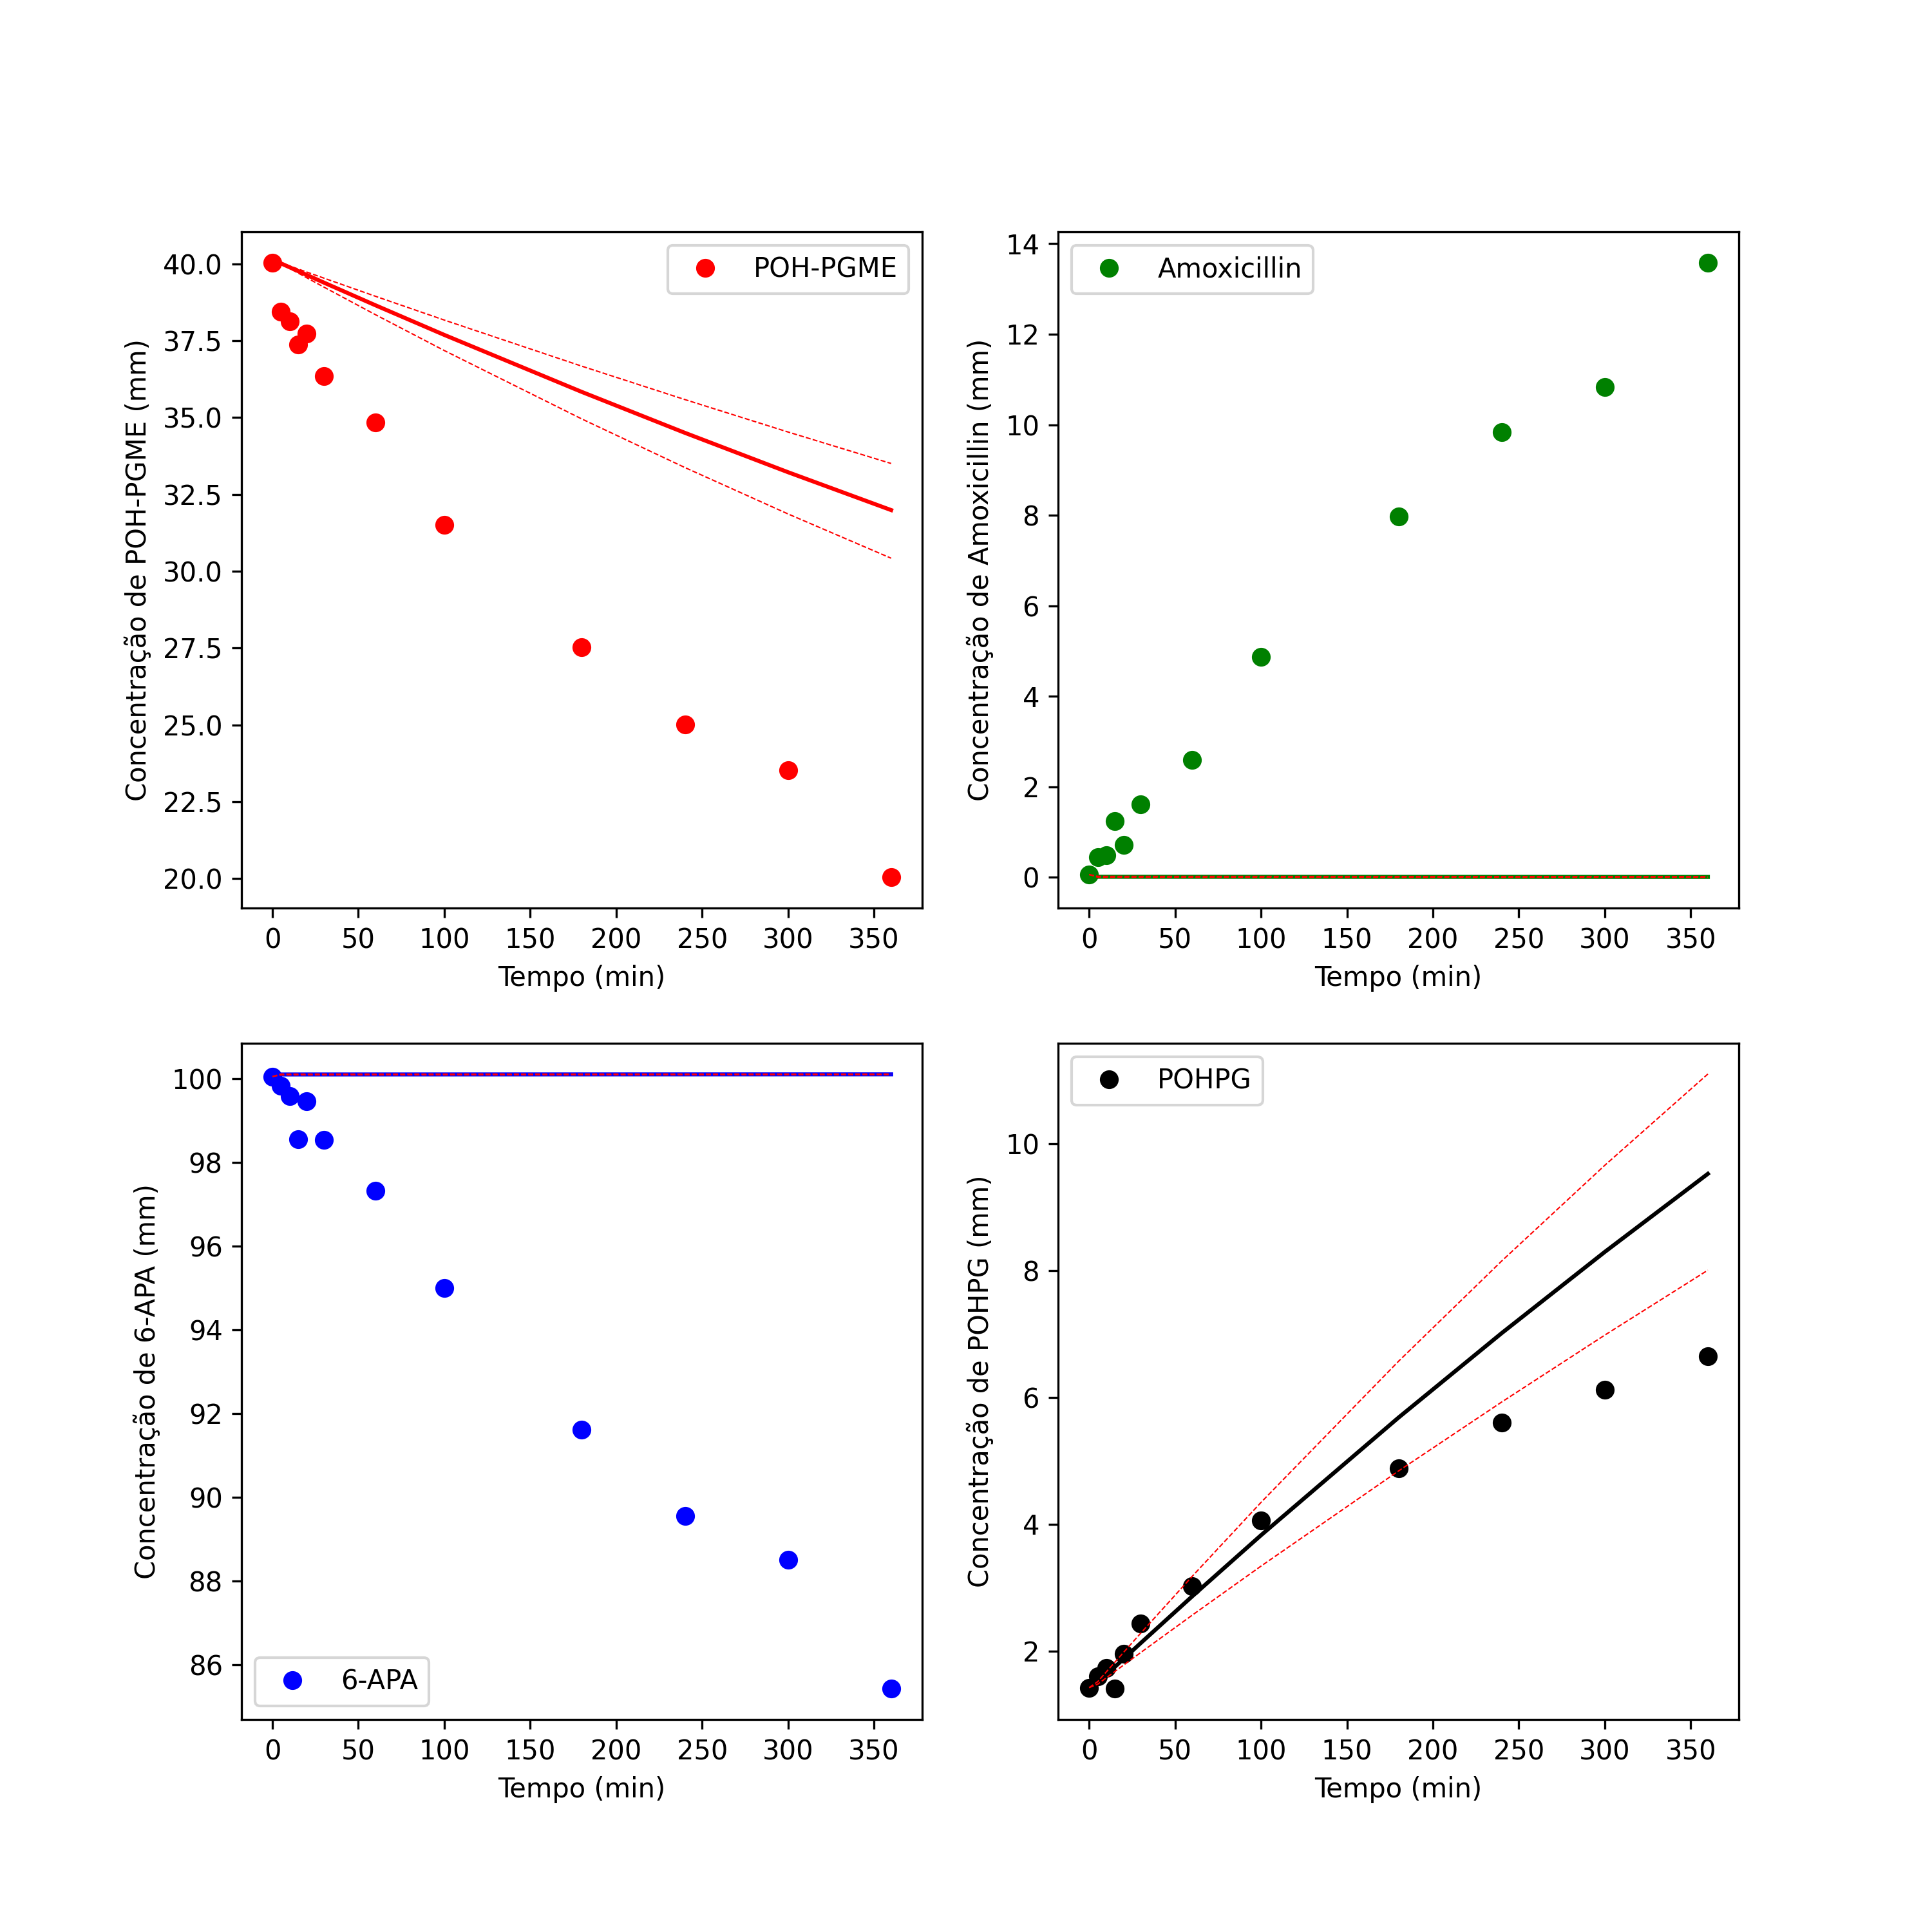 POH-PGME
40.0
37.5
35.0
32.5
30.0
27.5
25.0
22.5
20.0
Concentração de POH-PGME (mm)
0 50 100 150 200 250 300 350
Tempo (min)
Amoxicillin
14
12
10
8
6
4
2
0
Concentração de Amoxicillin (mm)
0 50 100 150 200 250 300 350
Tempo (min)
100
98
96
94
92
90
88
86
Concentração de 6-APA (mm)
6-APA
0 50 100 150 200 250 300 350
Tempo (min)
POHPG
10
8
6
4
2
Concentração de POHPG (mm)
0 50 100 150 200 250 300 350
Tempo (min)